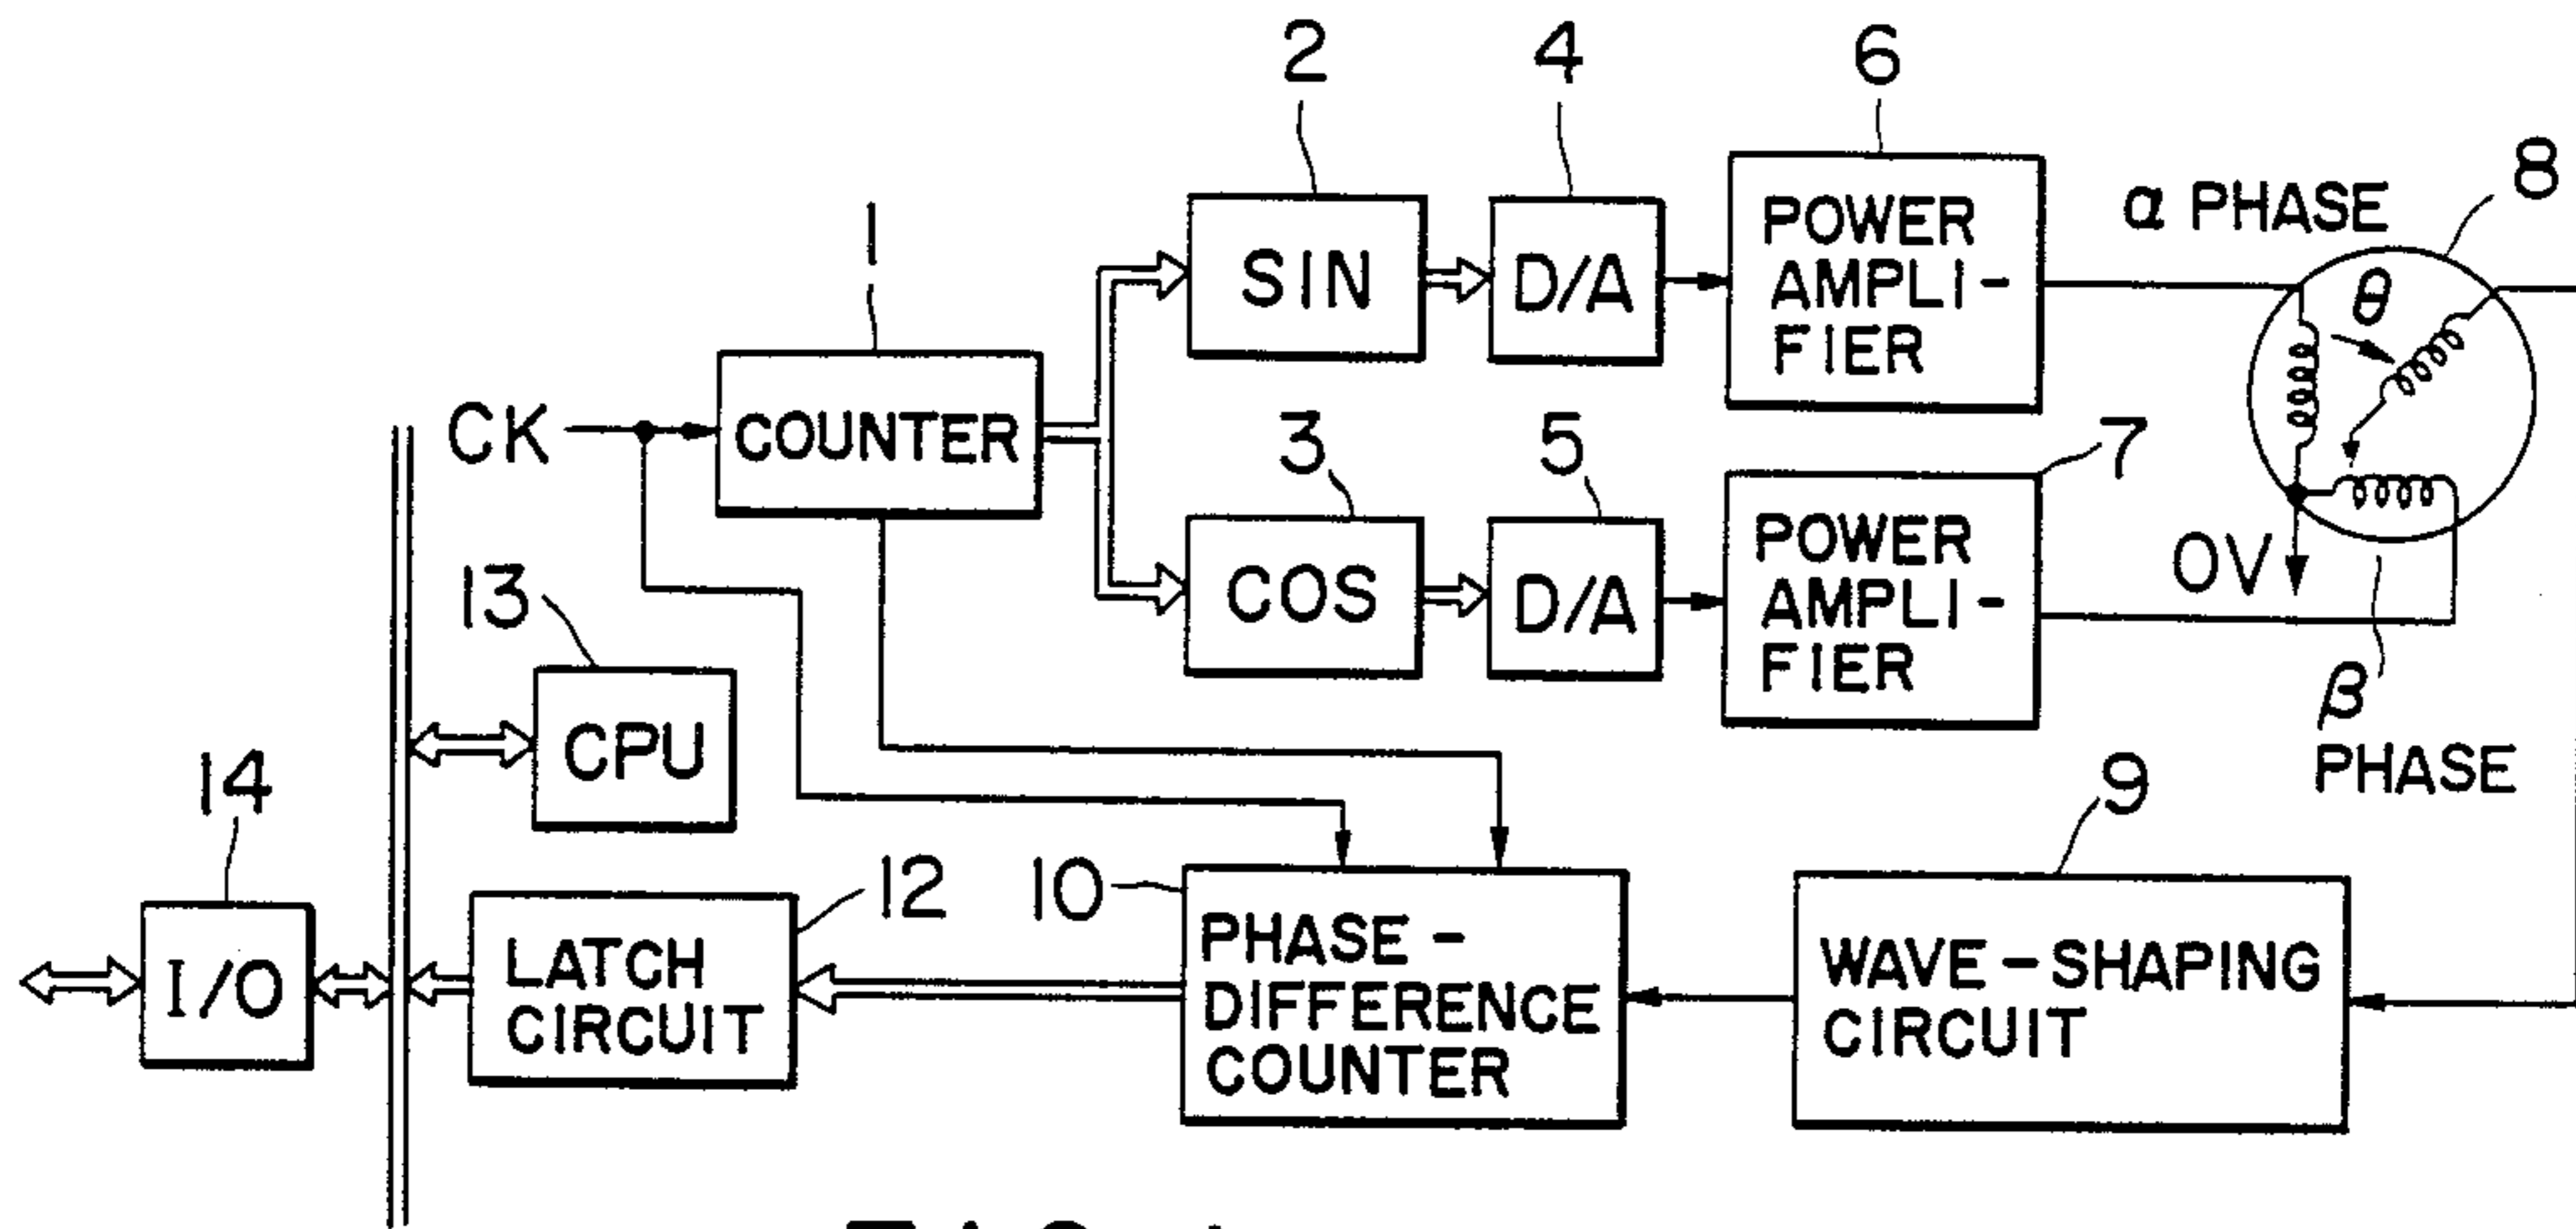 2
4
6
8
α PHASE
1
SIN
D/A
POWER
AMPLI-
FIER
θ
CK
COUNTER
3
5
7
COS
D/A
POWER
AMPLI-
FIER
OV
β
PHASE
13
CPU
14
I/O
12
LATCH
CIRCUIT
10
PHASE-
DIFFERENCE
COUNTER
9
WAVE-SHAPING
CIRCUIT